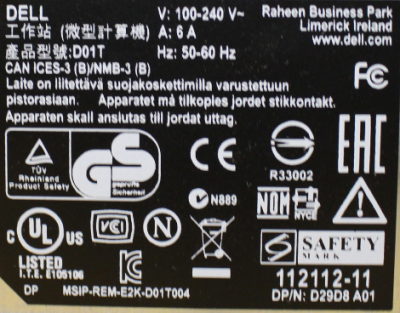 DELL V: 100-240 V~ Raheen Business Park
工作站 (微型計算機) A: 6 A Limerick Ireland
產品型號:D01T Hz: 50-60 Hz www.dell.com
CAN ICES-3 (B)/NMB-3 (B)
Laite on liitettävä suojakoskettimilla varustettuun
pistorasiaan. Apparatet må tilkoples jordet stikkontakt.
Apparaten skall anslutas till jordat uttag.
FC
TÜV
Rheinland
Product Safety
GS
geprüfte
Sicherheit
CE
R33002
EAC
N889
NOM
NYCE
C UL US
LISTED
I.T.E. E105106
VCI
N
SAFETY
MARK
112112-11
DP MSIP-REM-E2K-D01T004 DP/N: D29D8 A01